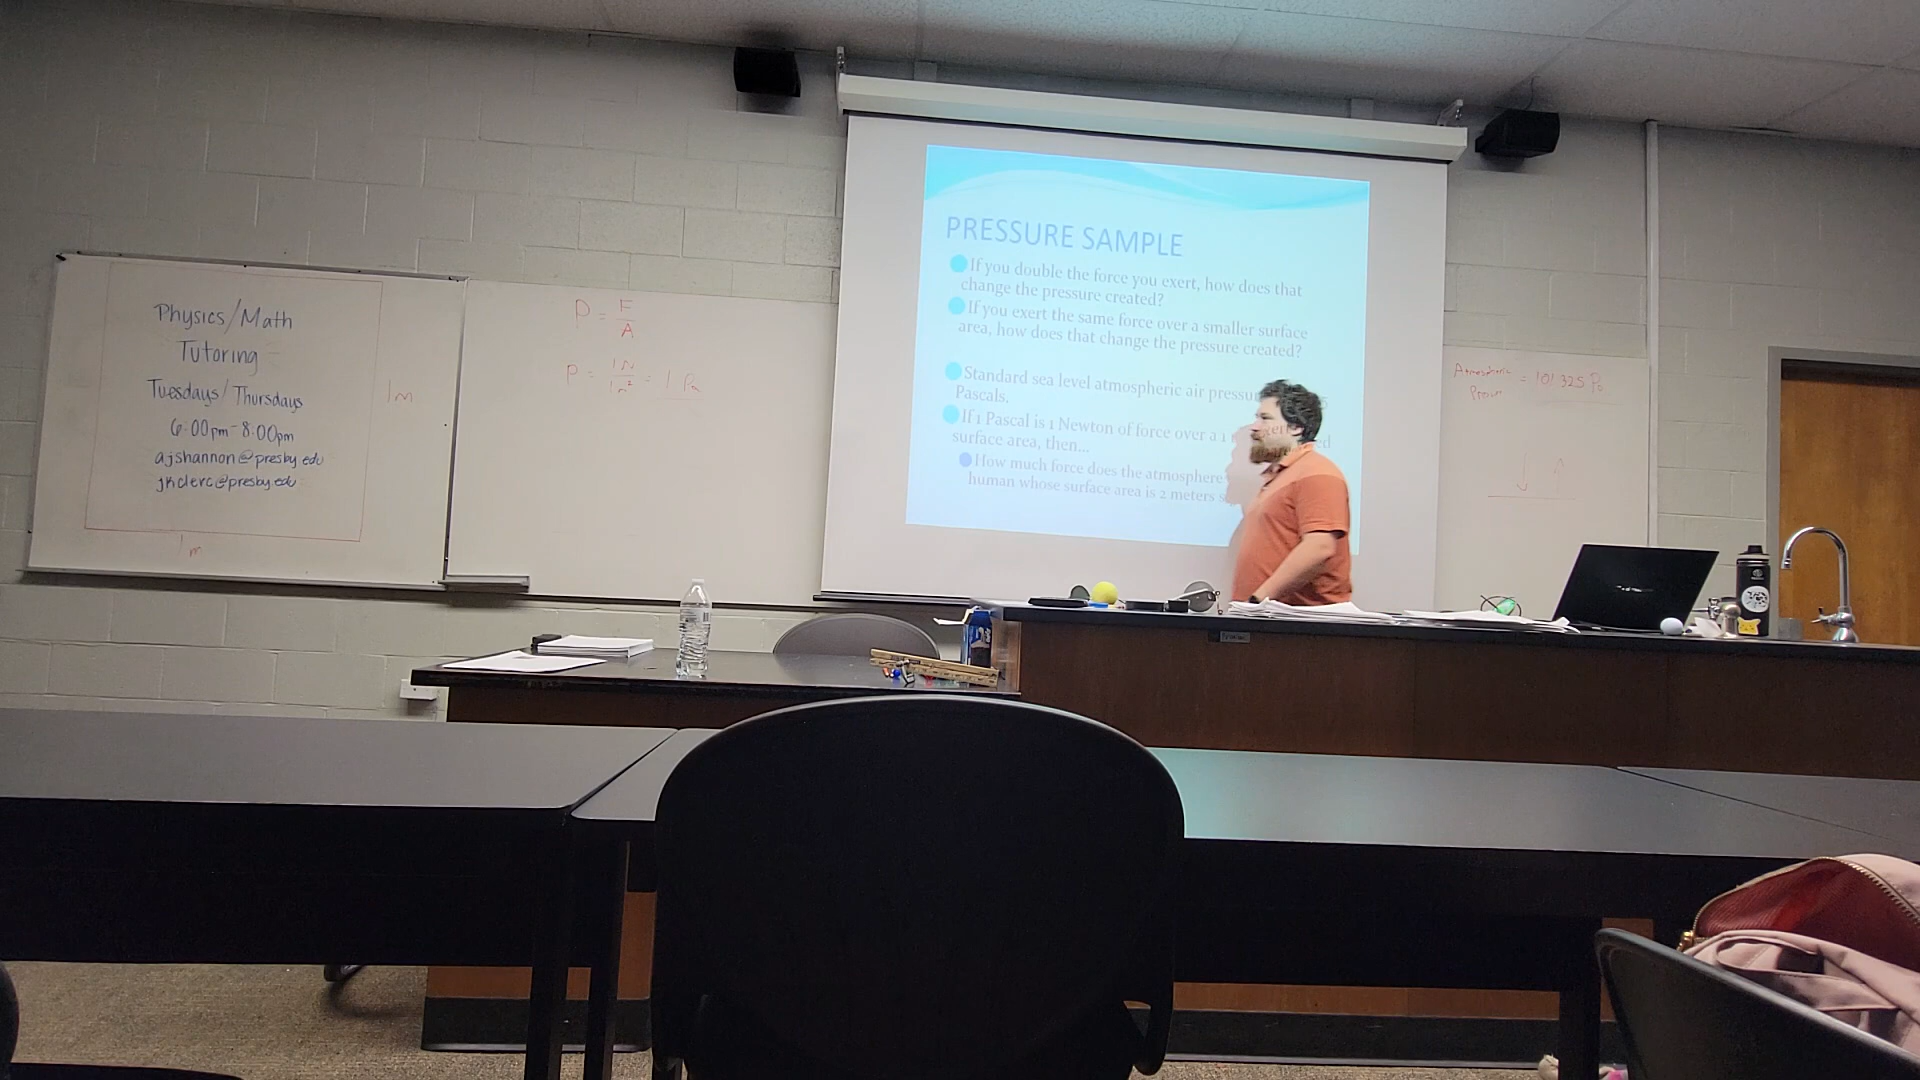 Physics/Math
Tutoring
Tuesdays/Thursdays
6:00pm-8:00pm
ajshannon@presby.edu
jkclerc@presby.edu
1m
1m
P = F/A
P = 1N/1m² = 1 Pa
PRESSURE SAMPLE
If you double the force you exert, how does that
change the pressure created?
If you exert the same force over a smaller surface
area, how does that change the pressure created?
Standard sea level atmospheric air
Pascals.
If 1 Pascal is 1 Newton of force over a 1
surface area, then...
How much force does the atmosphere
human whose surface area is 2 meters
Atmospheric = 101 325 Pa